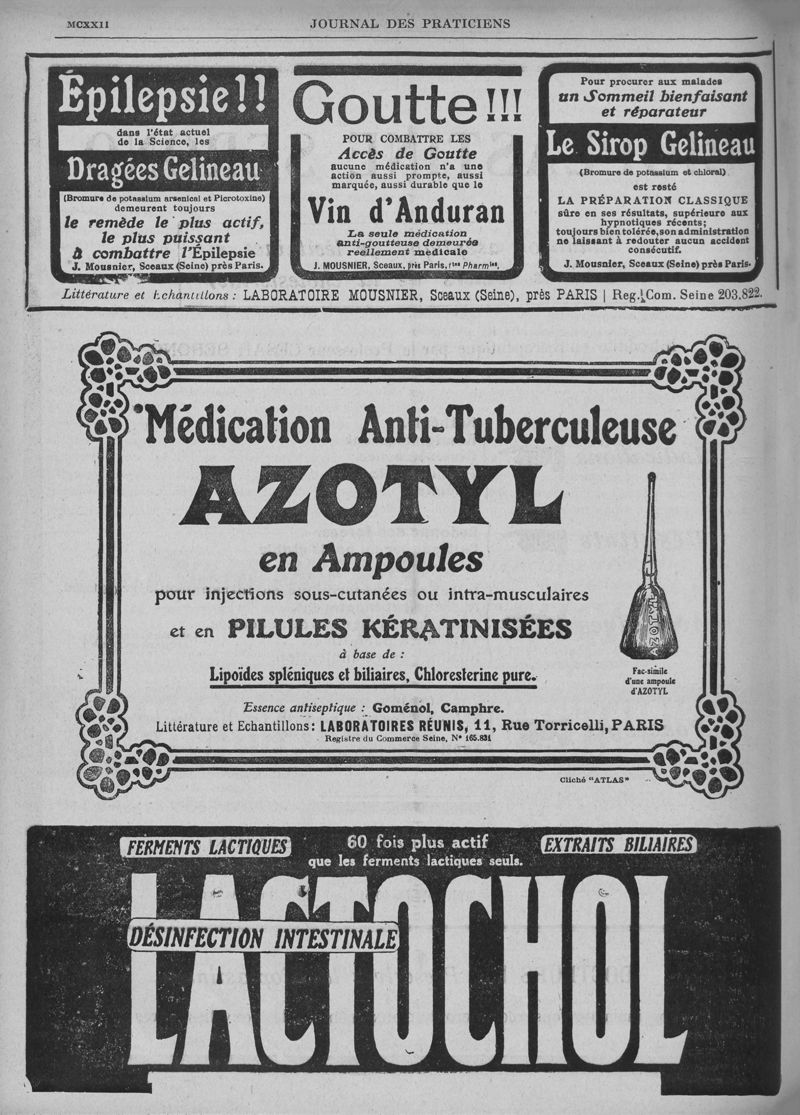 MCXXII
JOURNAL DES PRATICIENS
Épilepsie!!
dans l'état actuel
de la Science, les
Dragées Gelineau
(Bromure de potassium arsenical et Picrotoxine)
demeurent toujours
le remède le plus actif,
le plus puissant
à combattre l'Épilepsie
J. Mousnier, Sceaux (Seine) près Paris.
Goutte!!!
POUR COMBATTRE LES
Accès de Goutte
aucune médication n'a une
action aussi prompte, aussi
marquée, aussi durable que le
Vin d'Anduran
La seule médication
anti-goutteuse demeurée
réellement médicale
J. MOUSNIER, Sceaux, près Paris, ttes Pharmies.
Pour procurer aux malades
un Sommeil bienfaisant
et réparateur
Le Sirop Gelineau
(Bromure de potassium et chloral)
est resté
LA PRÉPARATION CLASSIQUE
sûre en ses résultats, supérieure aux
hypnotiques récents;
toujours bien tolérée, son administration
ne laissant à redouter aucun accident
consécutif.
J. Mousnier, Sceaux (Seine) près Paris.
Littérature et Echantillons : LABORATOIRE MOUSNIER, Sceaux (Seine), près PARIS | Reg. Com. Seine 203.822.
Médication Anti-Tuberculeuse
AZOTYL
en Ampoules
pour injections sous-cutanées ou intra-musculaires
et en PILULES KÉRATINISÉES
à base de :
Lipoïdes spléniques et biliaires, Chloresterine pure.
AZOTYL
Fac-simile
d'une ampoule
d'AZOTYL
Essence antiseptique : Goménol, Camphre.
Littérature et Echantillons : LABORATOIRES RÉUNIS, 11, Rue Torricelli, PARIS
Registre du Commerce Seine, N° 165.831
Cliché "ATLAS"
FERMENTS LACTIQUES
60 fois plus actif
que les ferments lactiques seuls.
EXTRAITS BILIAIRES
LACTOCHOL
DÉSINFECTION INTESTINALE